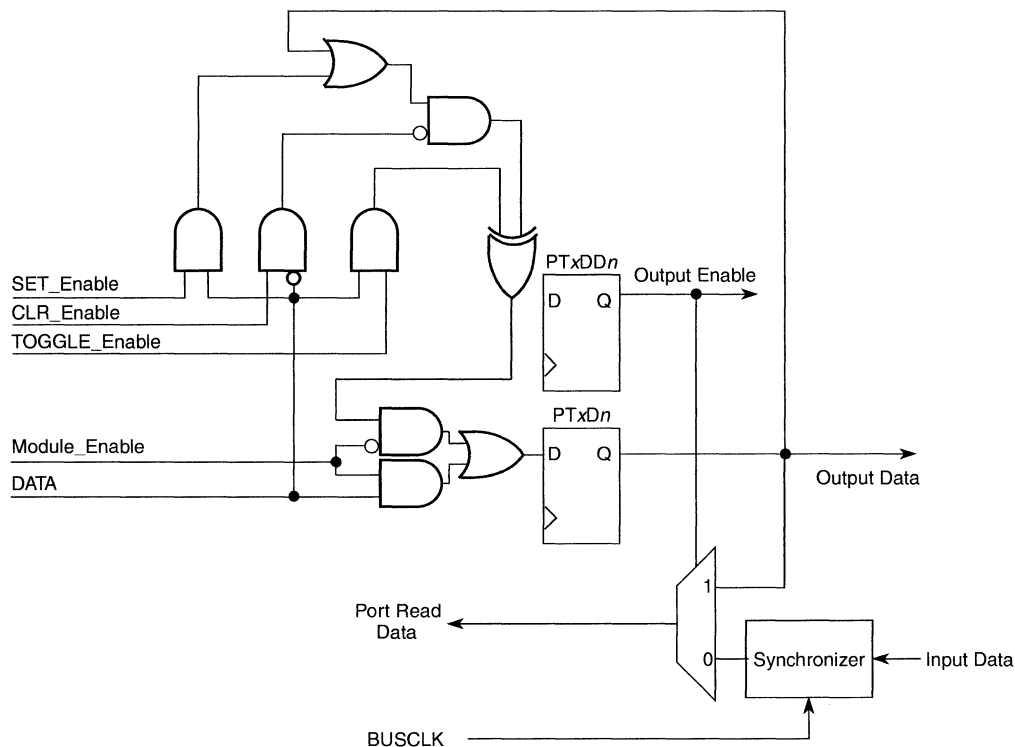 SET_Enable
CLR_Enable
TOGGLE_Enable
PTxDDn
D Q
Output Enable
Module_Enable
DATA
PTxDn
D Q
Output Data
1
Port Read
Data
0
Synchronizer
Input Data
BUSCLK